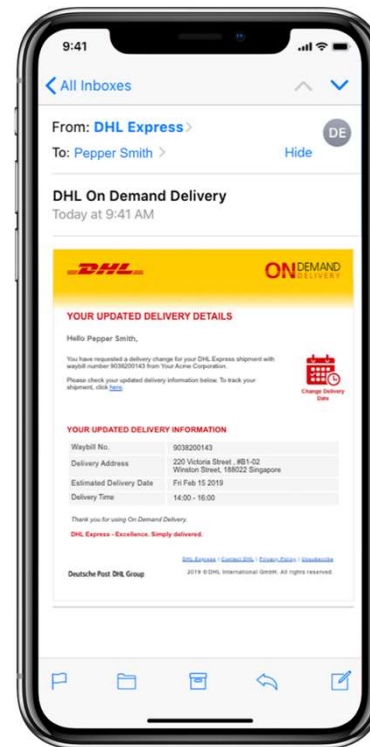 9:41
All Inboxes
From: DHL Express
DE
To: Pepper Smith
Hide
DHL On Demand Delivery
Today at 9:41 AM
DHL
ON DEMAND DELIVERY
YOUR UPDATED DELIVERY DETAILS
Hello Pepper Smith,
You have requested a delivery change for your DHL Express shipment with
waybill number 9038200143 from Your Acme Corporation.
Please check your updated delivery information below. To track your
shipment, click here.
Change Delivery
Date
YOUR UPDATED DELIVERY INFORMATION
Waybill No. 9038200143
Delivery Address 220 Victoria Street , #B1-02
Winston Street, 188022 Singapore
Estimated Delivery Date Fri Feb 15 2019
Delivery Time 14:00 - 16:00
Thank you for using On Demand Delivery.
DHL Express - Excellence. Simply delivered.
DHL Express | Contact DHL | Privacy Policy | Unsubscribe
Deutsche Post DHL Group 2019 © DHL International GmbH. All rights reserved.